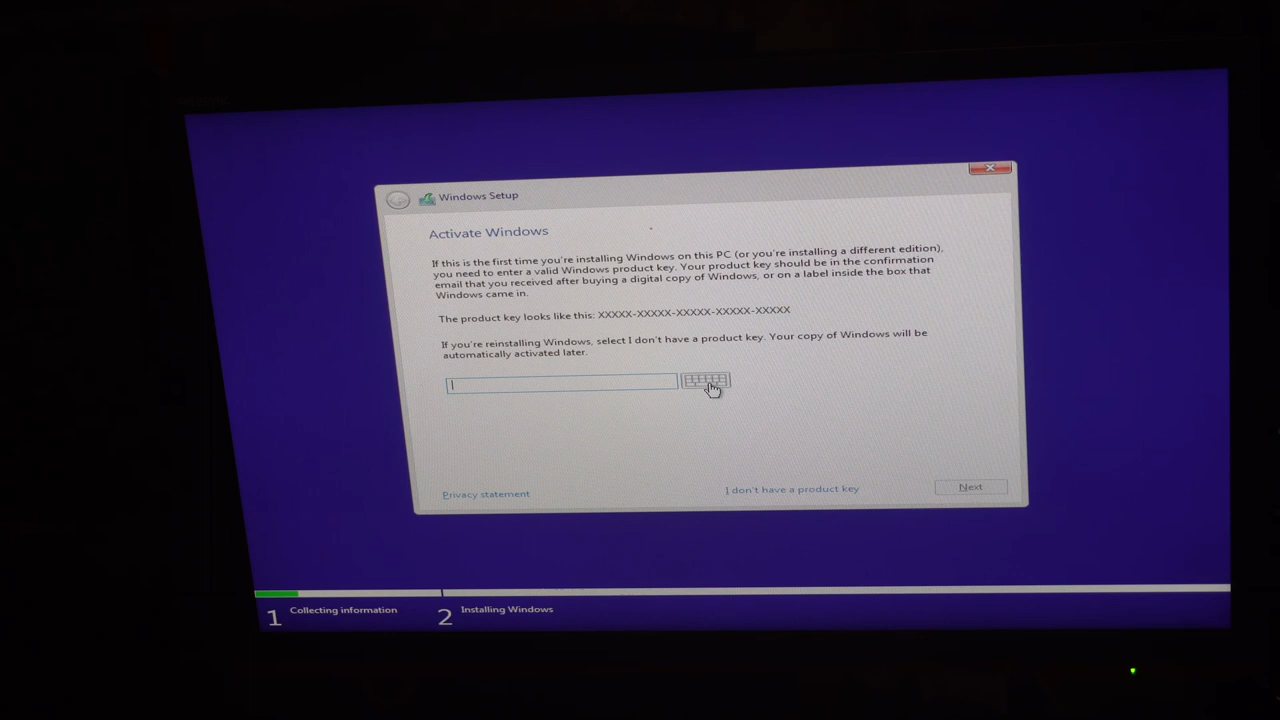 Windows Setup
Activate Windows
If this is the first time you're installing Windows on this PC (or you're installing a different edition),
you need to enter a valid Windows product key. Your product key should be in the confirmation
email that you received after buying a digital copy of Windows, or on a label inside the box that
Windows came in.
The product key looks like this: XXXXX-XXXXX-XXXXX-XXXXX-XXXXX
If you're reinstalling Windows, select I don't have a product key. Your copy of Windows will be
automatically activated later.
Privacy statement
I don't have a product key
Next
1 Collecting information
2 Installing Windows